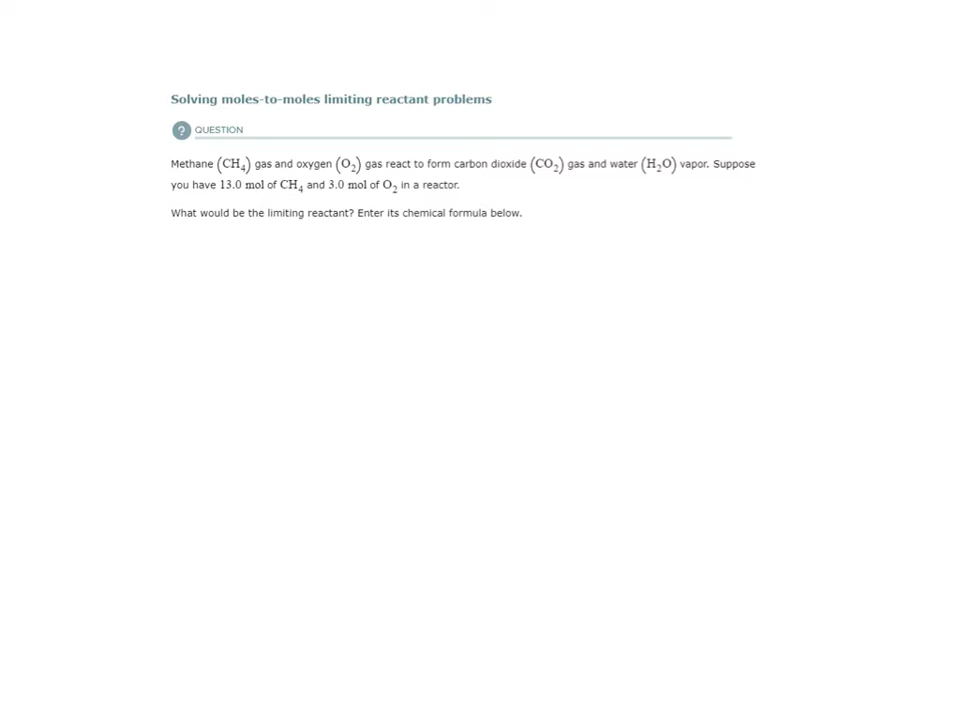 Solving moles-to-moles limiting reactant problems
? QUESTION
Methane (CH₄) gas and oxygen (O₂) gas react to form carbon dioxide (CO₂) gas and water (H₂O) vapor. Suppose
you have 13.0 mol of CH₄ and 3.0 mol of O₂ in a reactor.
What would be the limiting reactant? Enter its chemical formula below.